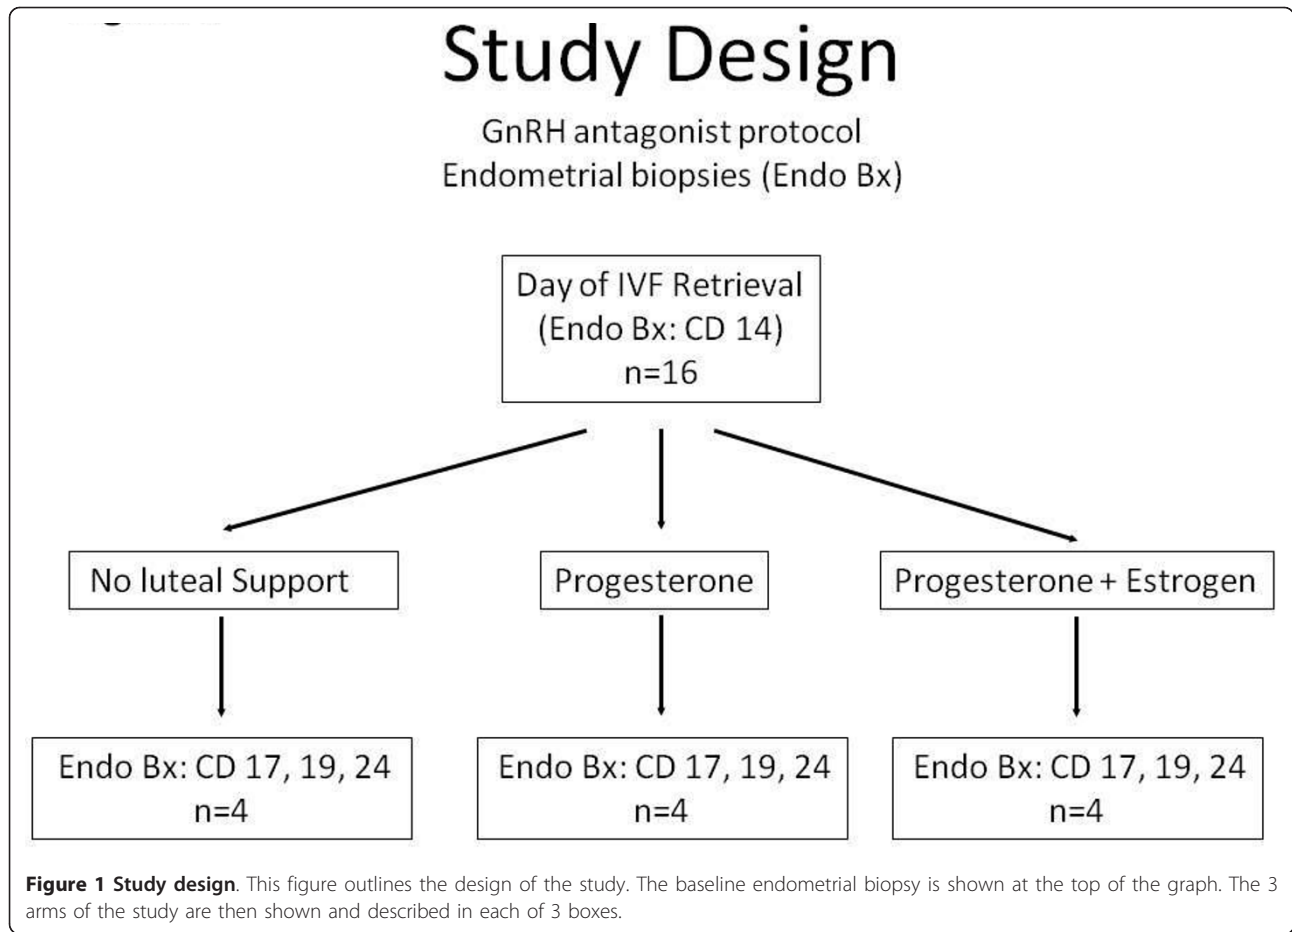 Study Design
GnRH antagonist protocol
Endometrial biopsies (Endo Bx)
Day of IVF Retrieval
(Endo Bx: CD 14)
n=16
No luteal Support
Progesterone
Progesterone + Estrogen
Endo Bx: CD 17, 19, 24
n=4
Endo Bx: CD 17, 19, 24
n=4
Endo Bx: CD 17, 19, 24
n=4
Figure 1 Study design. This figure outlines the design of the study. The baseline endometrial biopsy is shown at the top of the graph. The 3
arms of the study are then shown and described in each of 3 boxes.